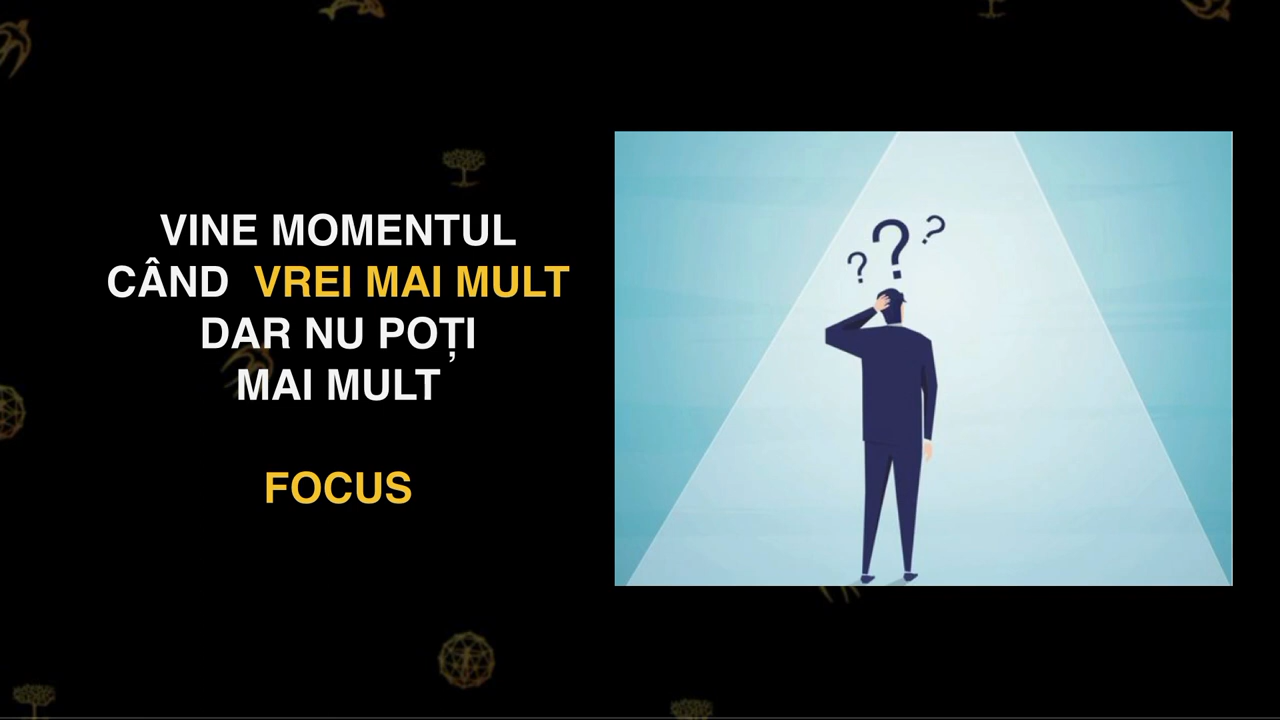 VINE MOMENTUL
CÂND VREI MAI MULT
DAR NU POȚI
MAI MULT
FOCUS
? ? ?